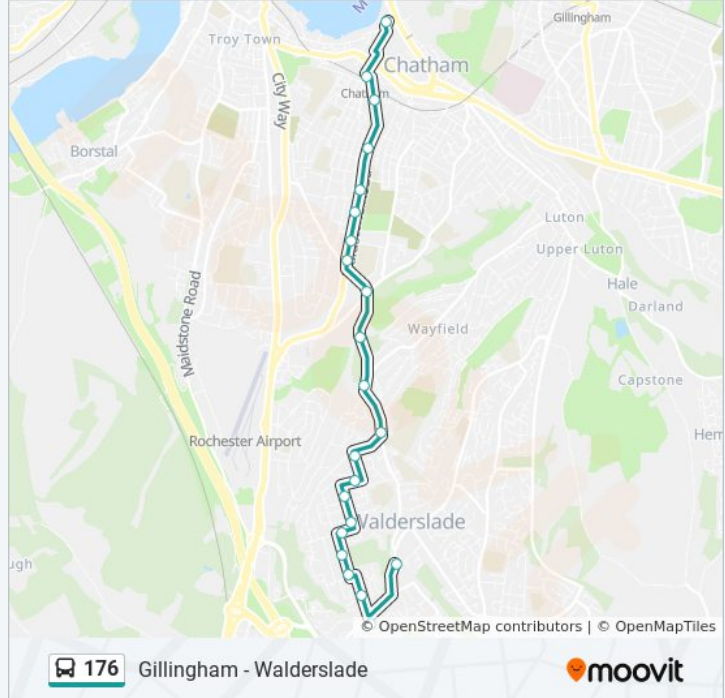 M
Troy Town
Gillingham
Chatham
City Way
Chat
Borstal
Luton
Upper Luton
Hale
Darland
Maidstone Road
Wayfield
Capstone
Rochester Airport
Hem
Walderslade
ugh
© OpenStreetMap contributors | © OpenMapTiles
176 Gillingham - Walderslade moovit